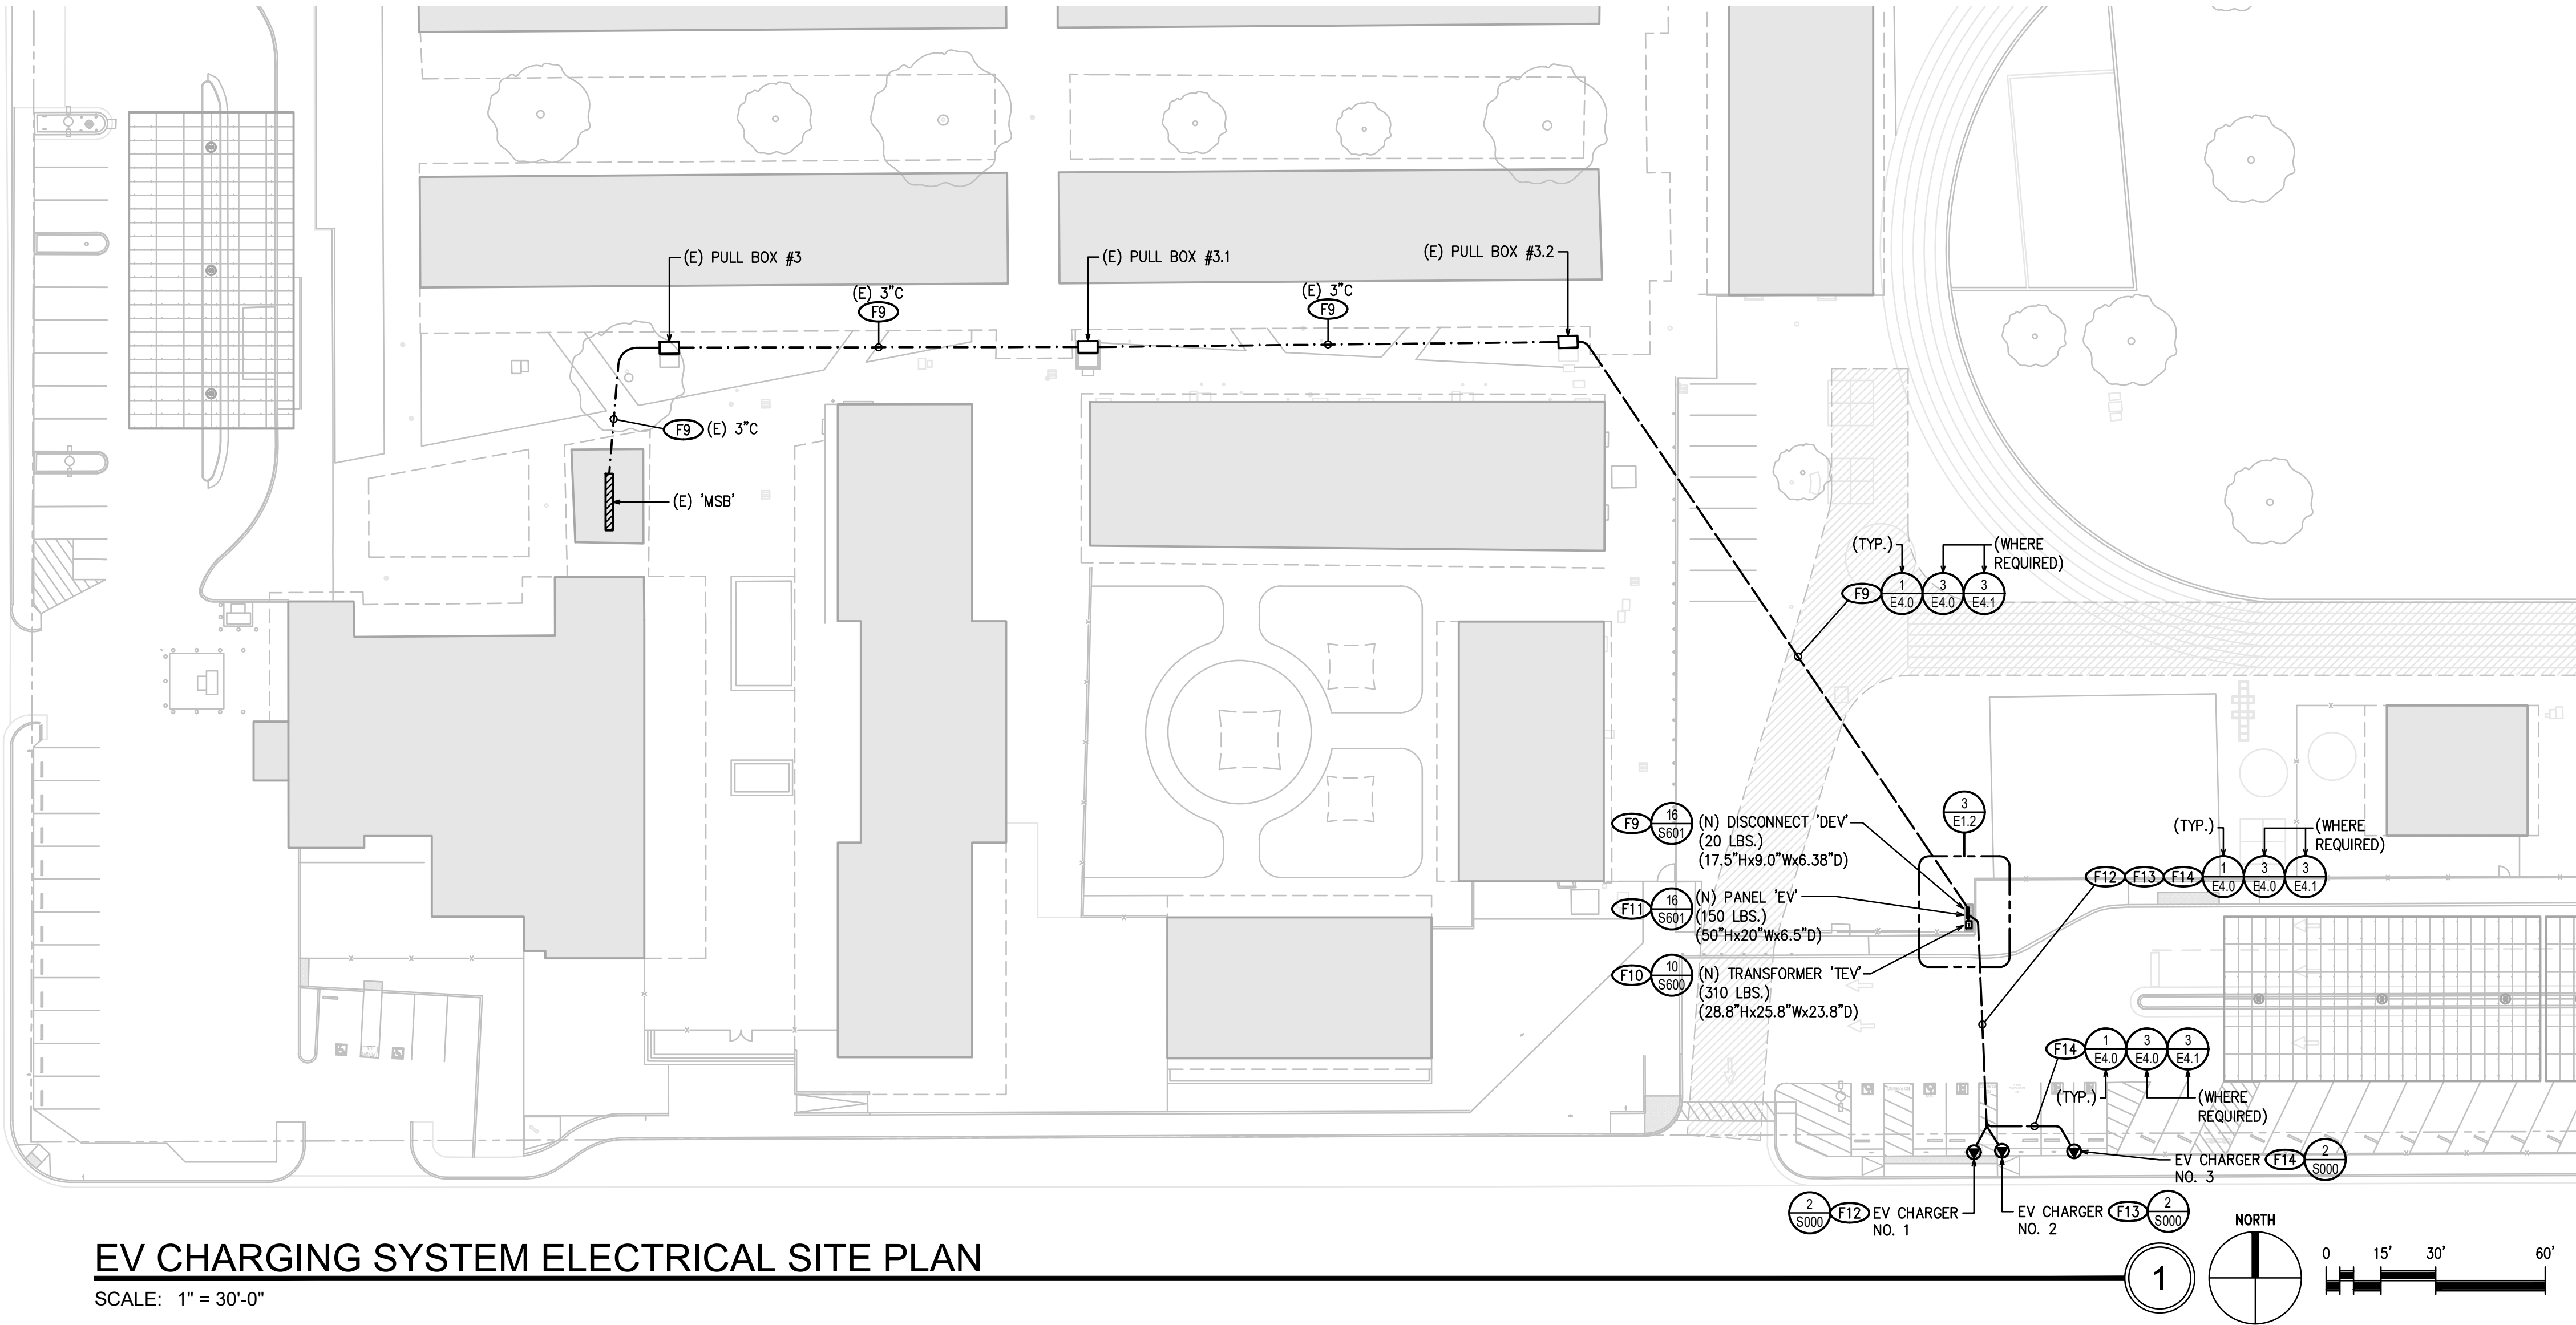 (E) PULL BOX #3
(E) PULL BOX #3.1
(E) PULL BOX #3.2
(E) 3"C
F9
(E) 3"C
F9
F9 (E) 3"C
(E) 'MSB'
(TYP.)
(WHERE
REQUIRED)
F9
1
E4.0
3
E4.0
3
E4.1
3
E1.2
F9
16
S601
(N) DISCONNECT 'DEV'
(20 LBS.)
(17.5"Hx9.0"Wx6.38"D)
F11
16
S601
(N) PANEL 'EV'
(150 LBS.)
(50"Hx20"Wx6.5"D)
F10
10
S600
(N) TRANSFORMER 'TEV'
(310 LBS.)
(28.8"Hx25.8"Wx23.8"D)
(TYP.)
(WHERE
REQUIRED)
F12 F13 F14
1
E4.0
3
E4.0
3
E4.1
F14
1
E4.0
3
E4.0
3
E4.1
(TYP.)
(WHERE
REQUIRED)
EV CHARGER
NO. 3
F14
2
S000
2
S000
F12
EV CHARGER
NO. 1
EV CHARGER
NO. 2
F13
2
S000
EV CHARGING SYSTEM ELECTRICAL SITE PLAN
SCALE: 1" = 30'-0"
1
NORTH
0 15' 30' 60'